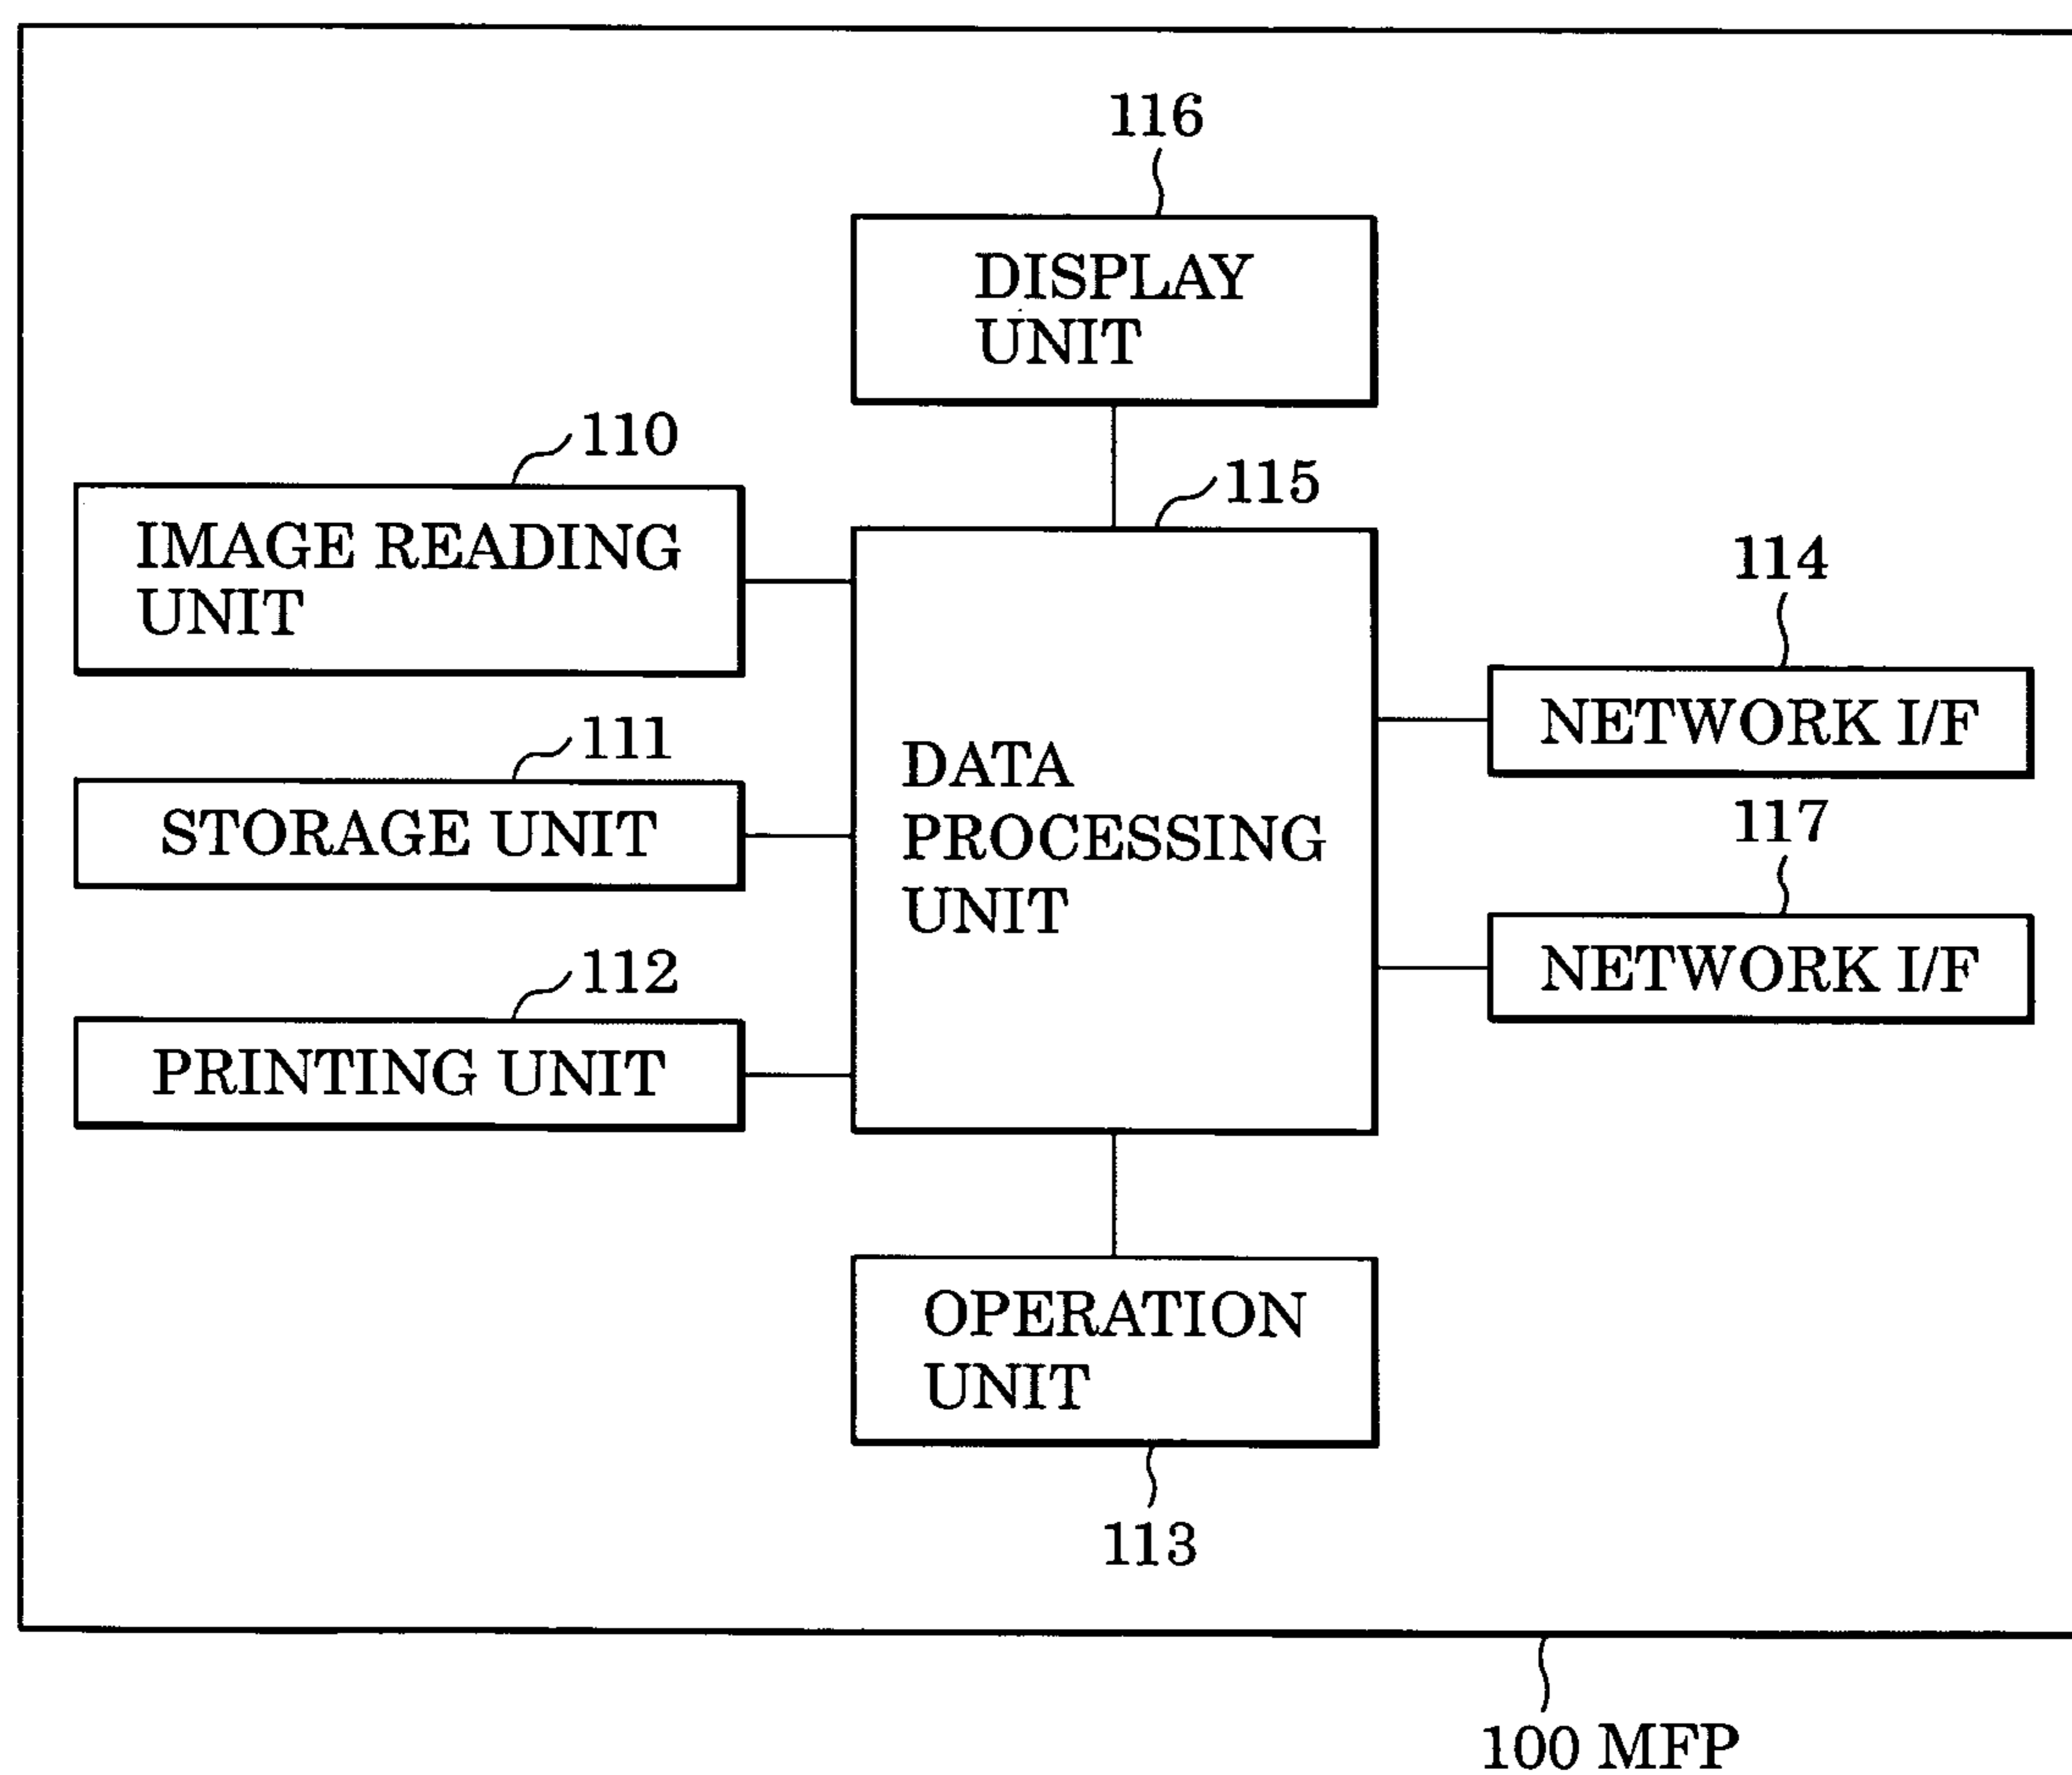 116
DISPLAY
UNIT
110
IMAGE READING
UNIT
115
114
NETWORK I/F
111
STORAGE UNIT
DATA
PROCESSING
UNIT
117
NETWORK I/F
112
PRINTING UNIT
OPERATION
UNIT
113
100 MFP